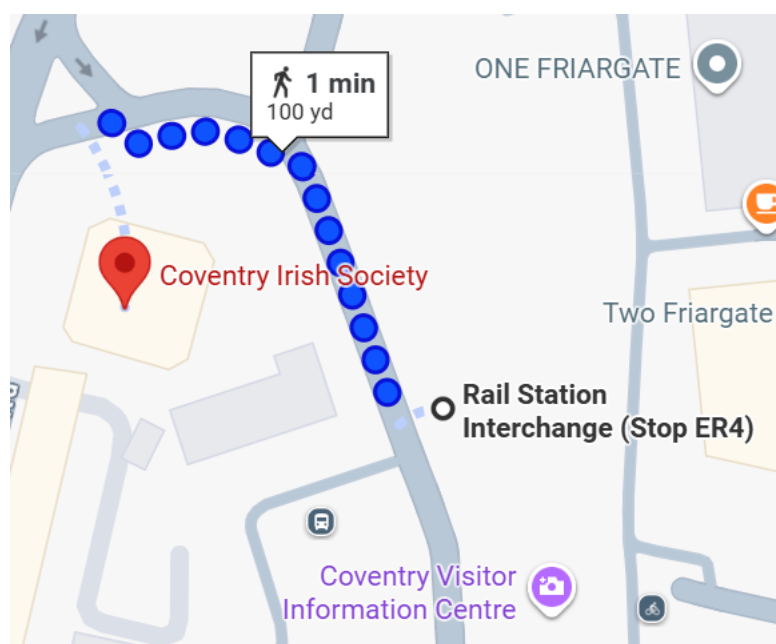 1 min
100 yd
ONE FRIARGATE
Coventry Irish Society
Two Friargate
Rail Station
Interchange (Stop ER4)
Coventry Visitor
Information Centre